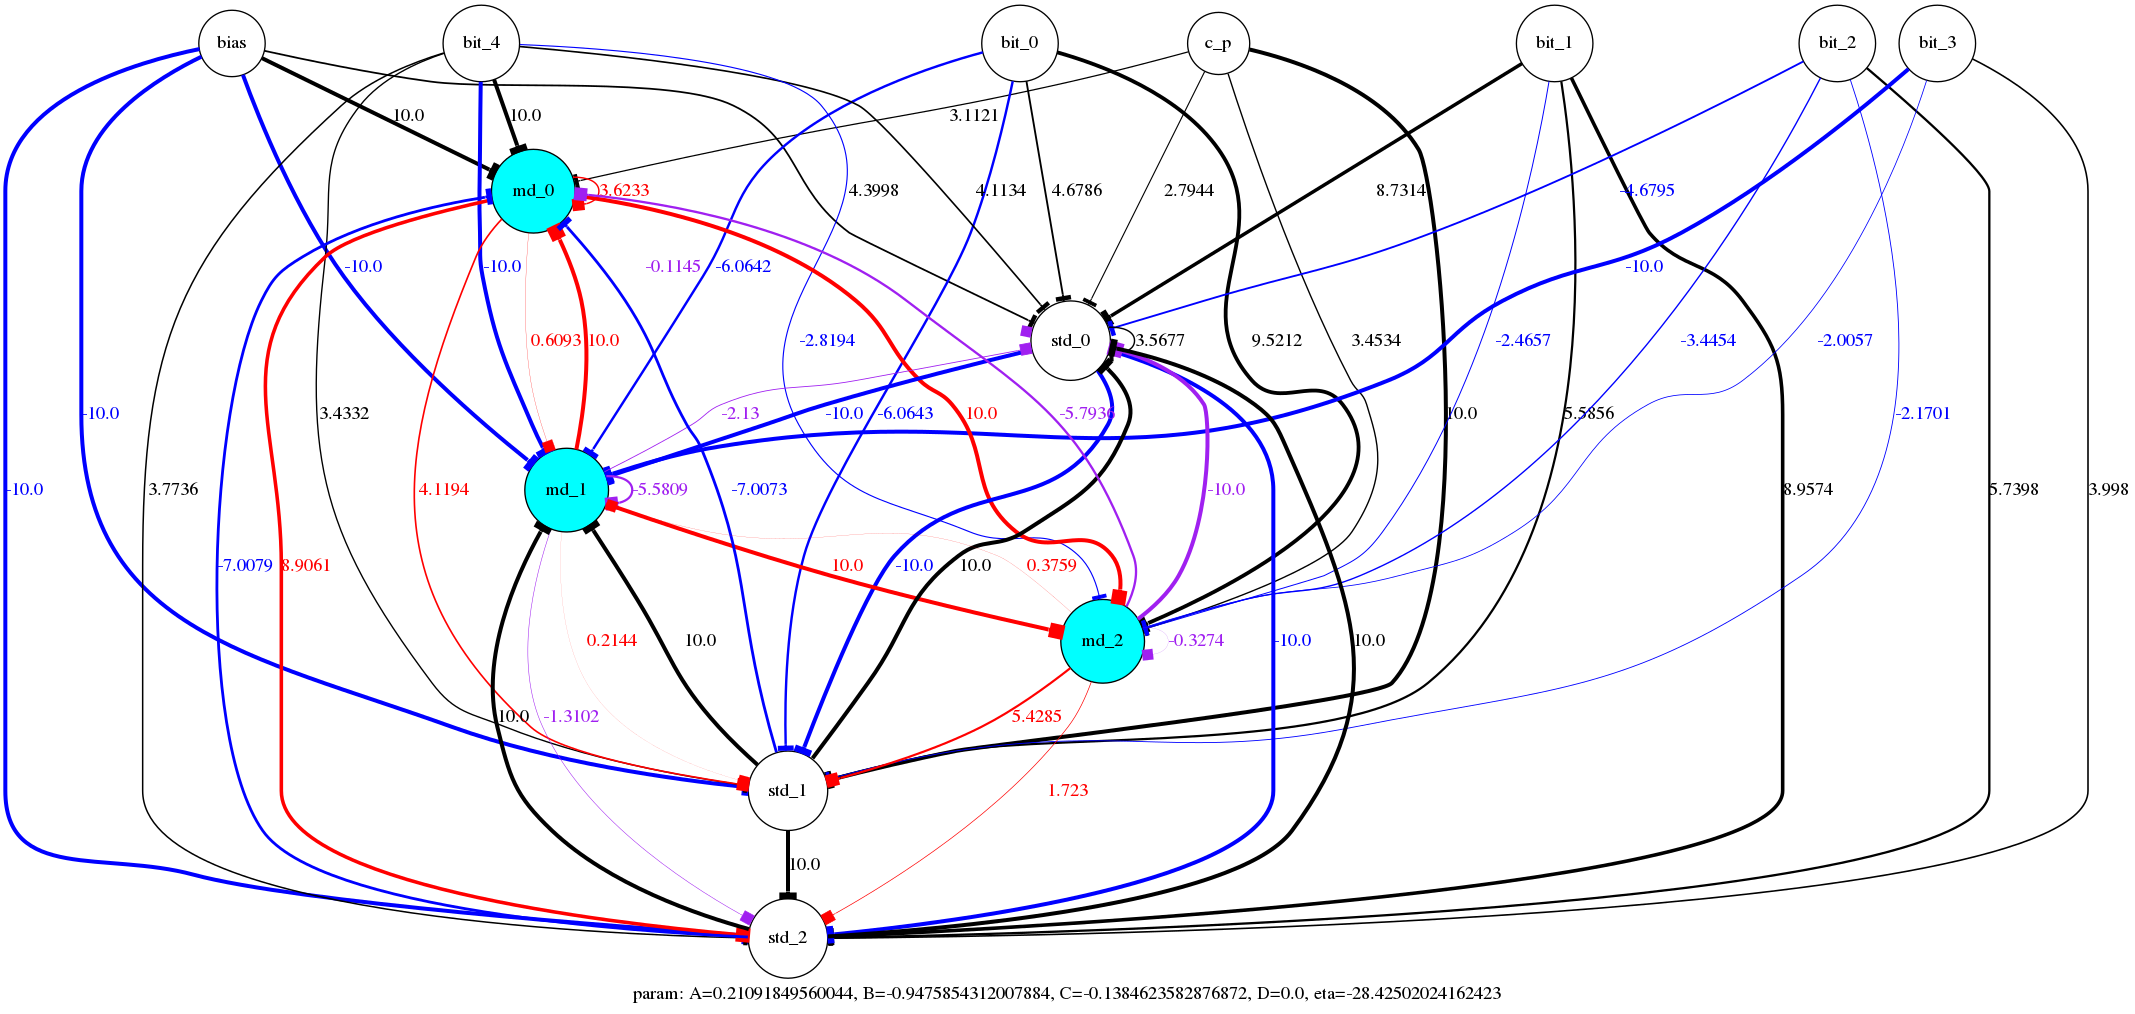 bias bit_4 bit_0 c_p bit_1 bit_2 bit_3
10.0 10.0 3.1121
md_0 3.6233 4.3998 4.1134 4.6786 2.7944 8.7314 -4.6795
-10.0 -10.0 -0.1145 -6.0642 -10.0
0.6093 10.0 -2.8194 std_0 3.5677 9.5212 3.4534 -2.4657 -3.4454 -2.0057
-10.0 3.4332 -2.13 -10.0 -6.0643 10.0 -5.7936 10.0 5.5856 -2.1701
-10.0 3.7736 4.1194 md_1 -5.5809 -7.0073 -10.0 8.9574 5.7398 3.998
-7.0079 8.9061 10.0 -10.0 10.0 0.3759
0.2144 10.0 md_2 -0.3274 -10.0 10.0
10.0 -1.3102 5.4285
std_1 1.723
10.0
std_2
param: A=0.21091849560044, B=-0.9475854312007884, C=-0.1384623582876872, D=0.0, eta=-28.42502024162423